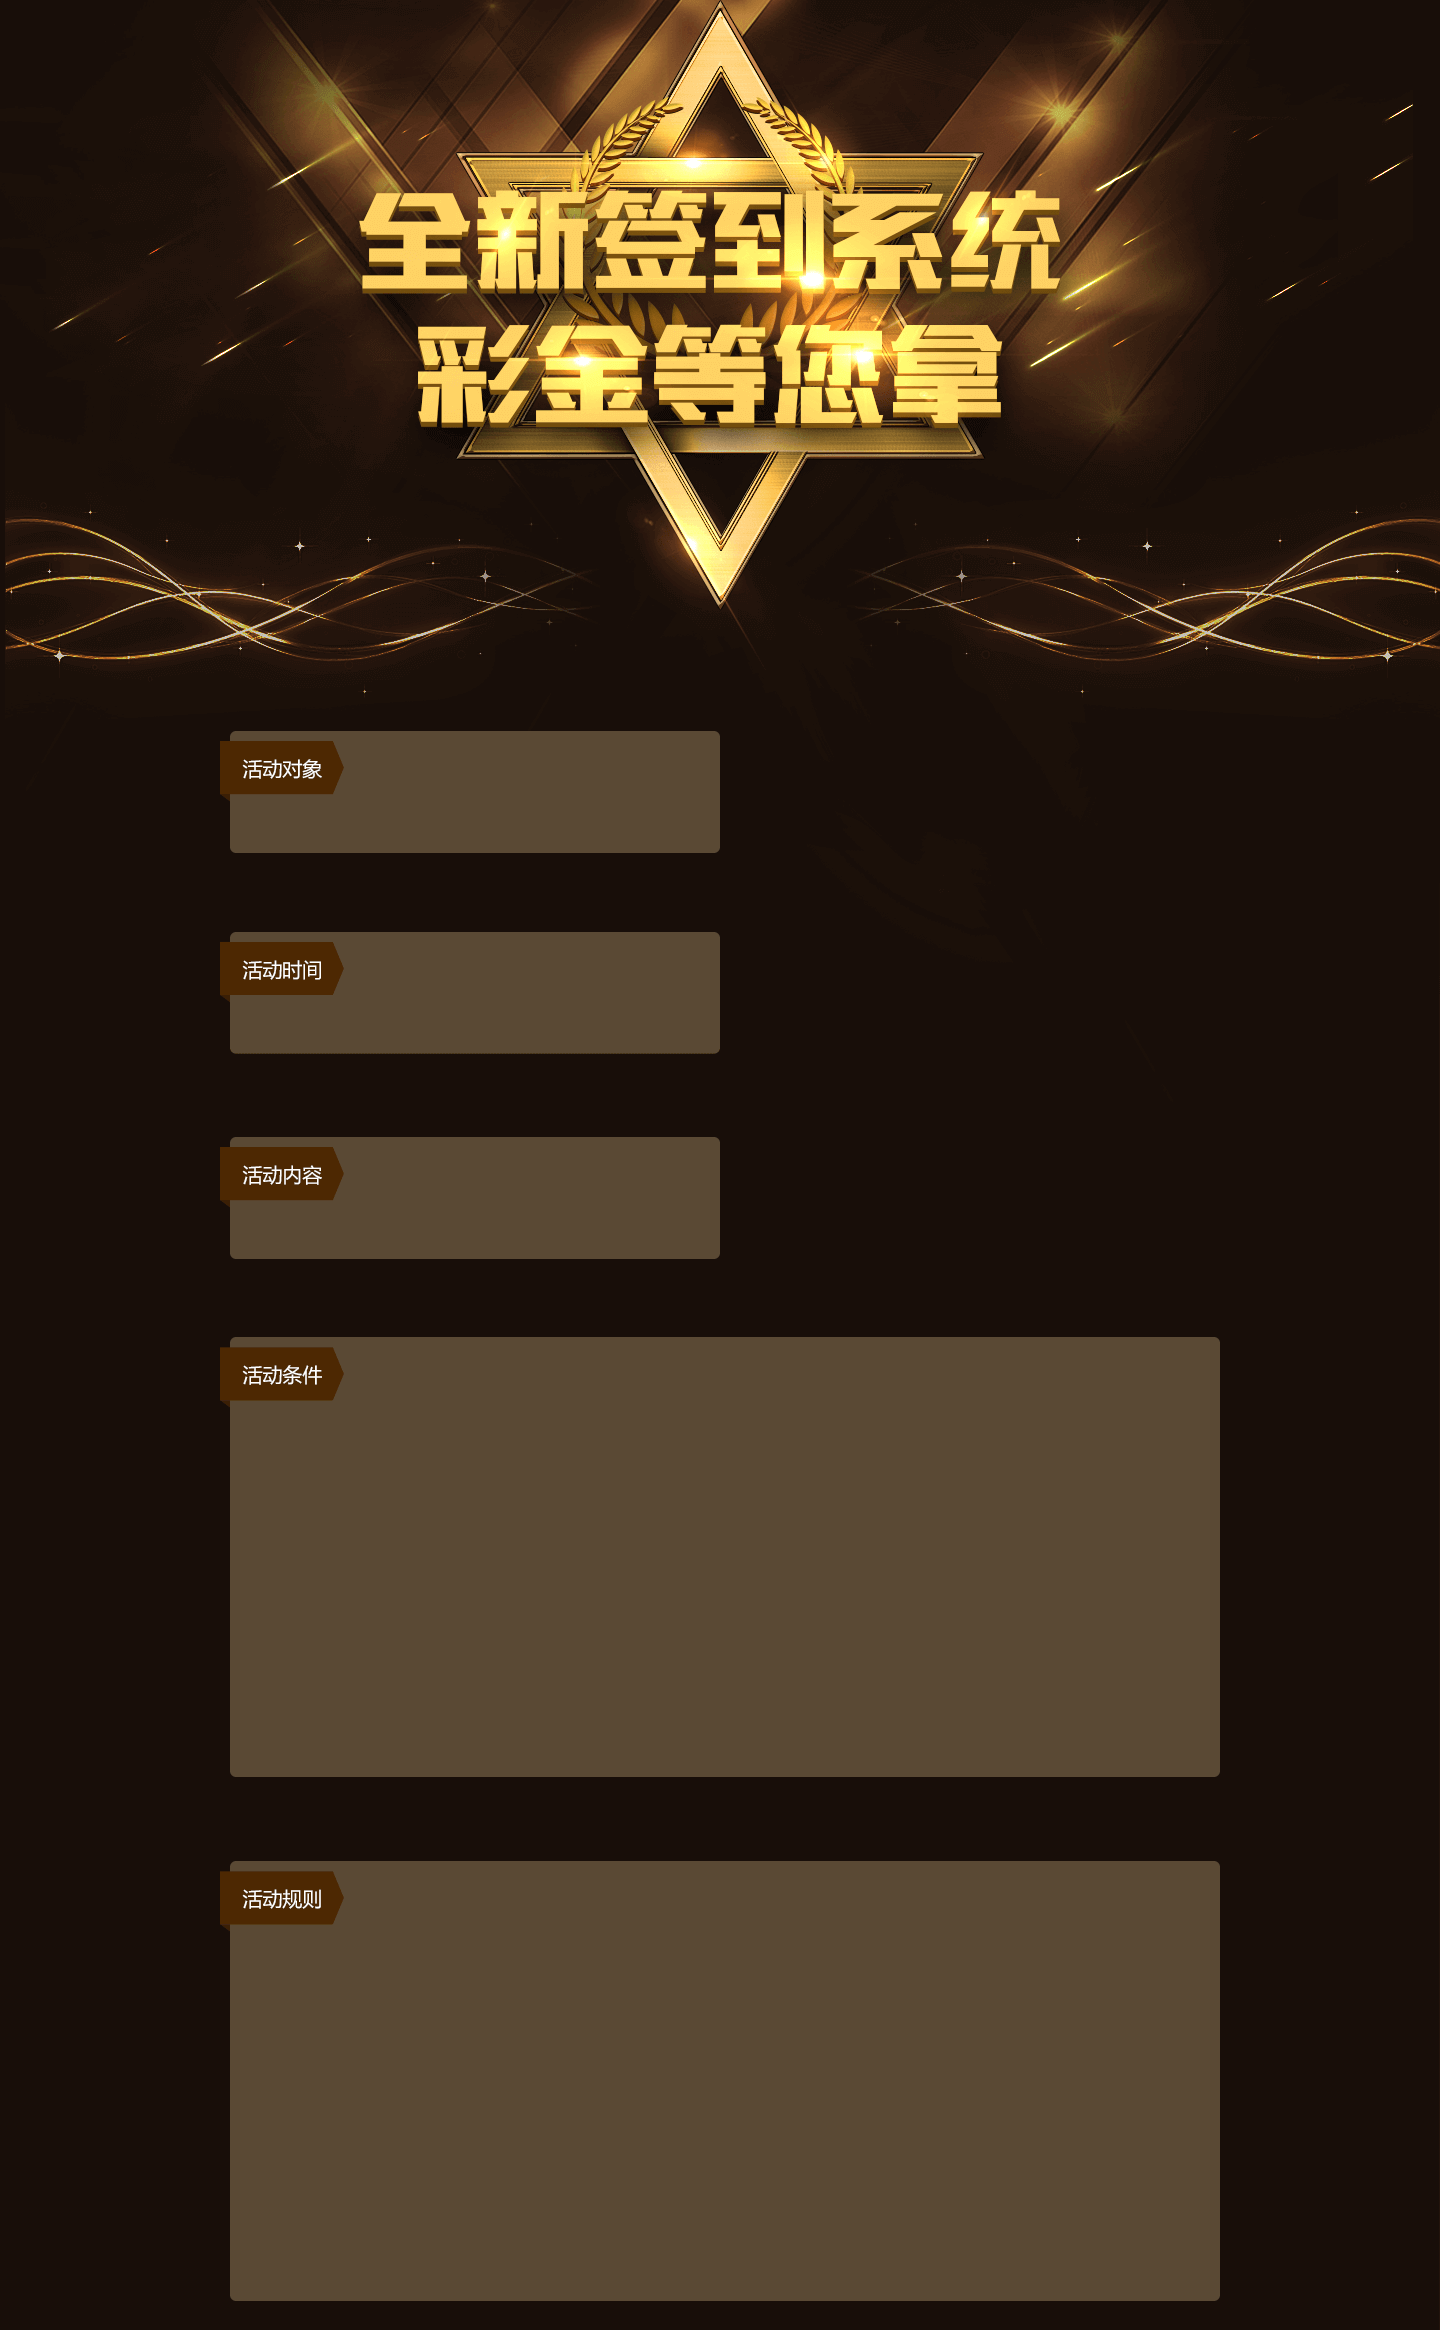 全新签到系统
彩金等您拿
活动对象
活动时间
活动内容
活动条件
活动规则